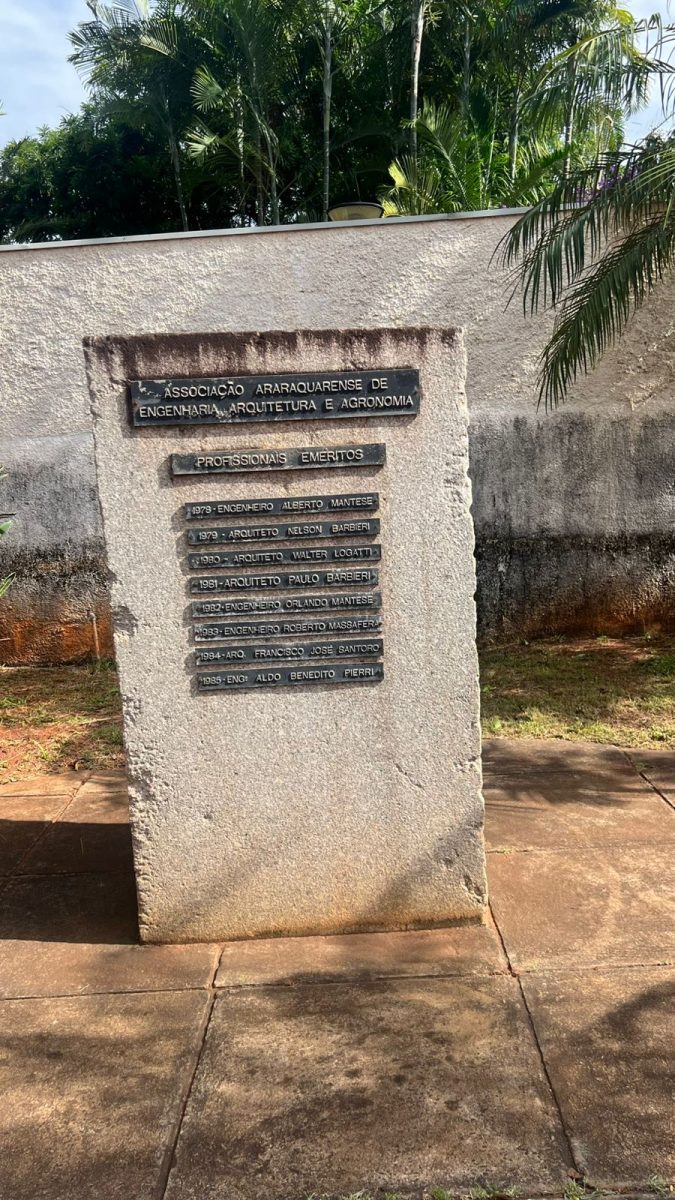 ASSOCIAÇÃO ARARAQUARENSE DE
ENGENHARIA, ARQUITETURA E AGRONOMIA
PROFISSIONAIS EMÉRITOS
1979-ENGENHEIRO ALBERTO MANTESE
1979 - ARQUITETO NELSON BARBIERI
1980 - ARQUITETO WALTER LOGATTI
1981-ARQUITETO PAULO BARBIERI
1982-ENGENHEIRO ORLANDO MANTESE
1983-ENGENHEIRO ROBERTO MASSAFERA
1984-ARQ. FRANCISCO JOSÉ SANTORO
1985-ENGº ALDO BENEDITO PIERRI